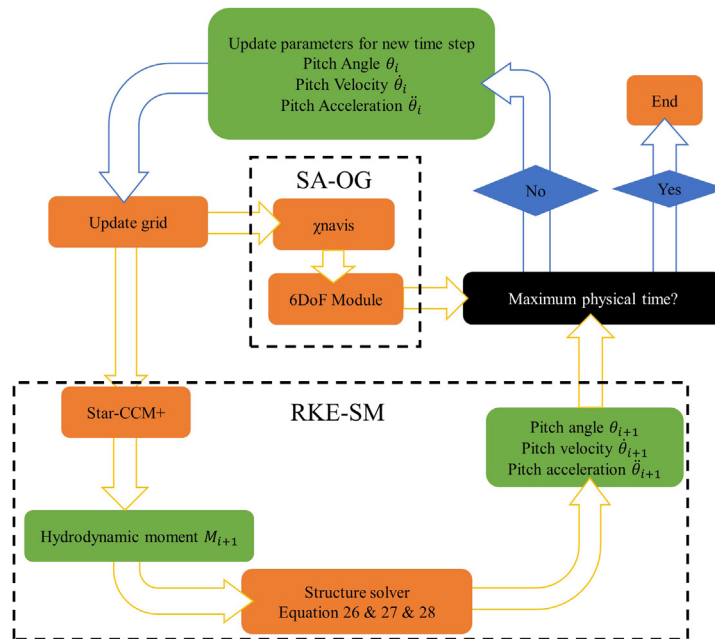 Update parameters for new time step
Pitch Angle θ_i
Pitch Velocity θ̇_i
Pitch Acceleration θ̈_i
End
SA-OG
No
Yes
Update grid
χnavis
6DoF Module
Maximum physical time?
Star-CCM+
RKE-SM
Pitch angle θ_{i+1}
Pitch velocity θ̇_{i+1}
Pitch acceleration θ̈_{i+1}
Hydrodynamic moment M_{i+1}
Structure solver
Equation 26 & 27 & 28